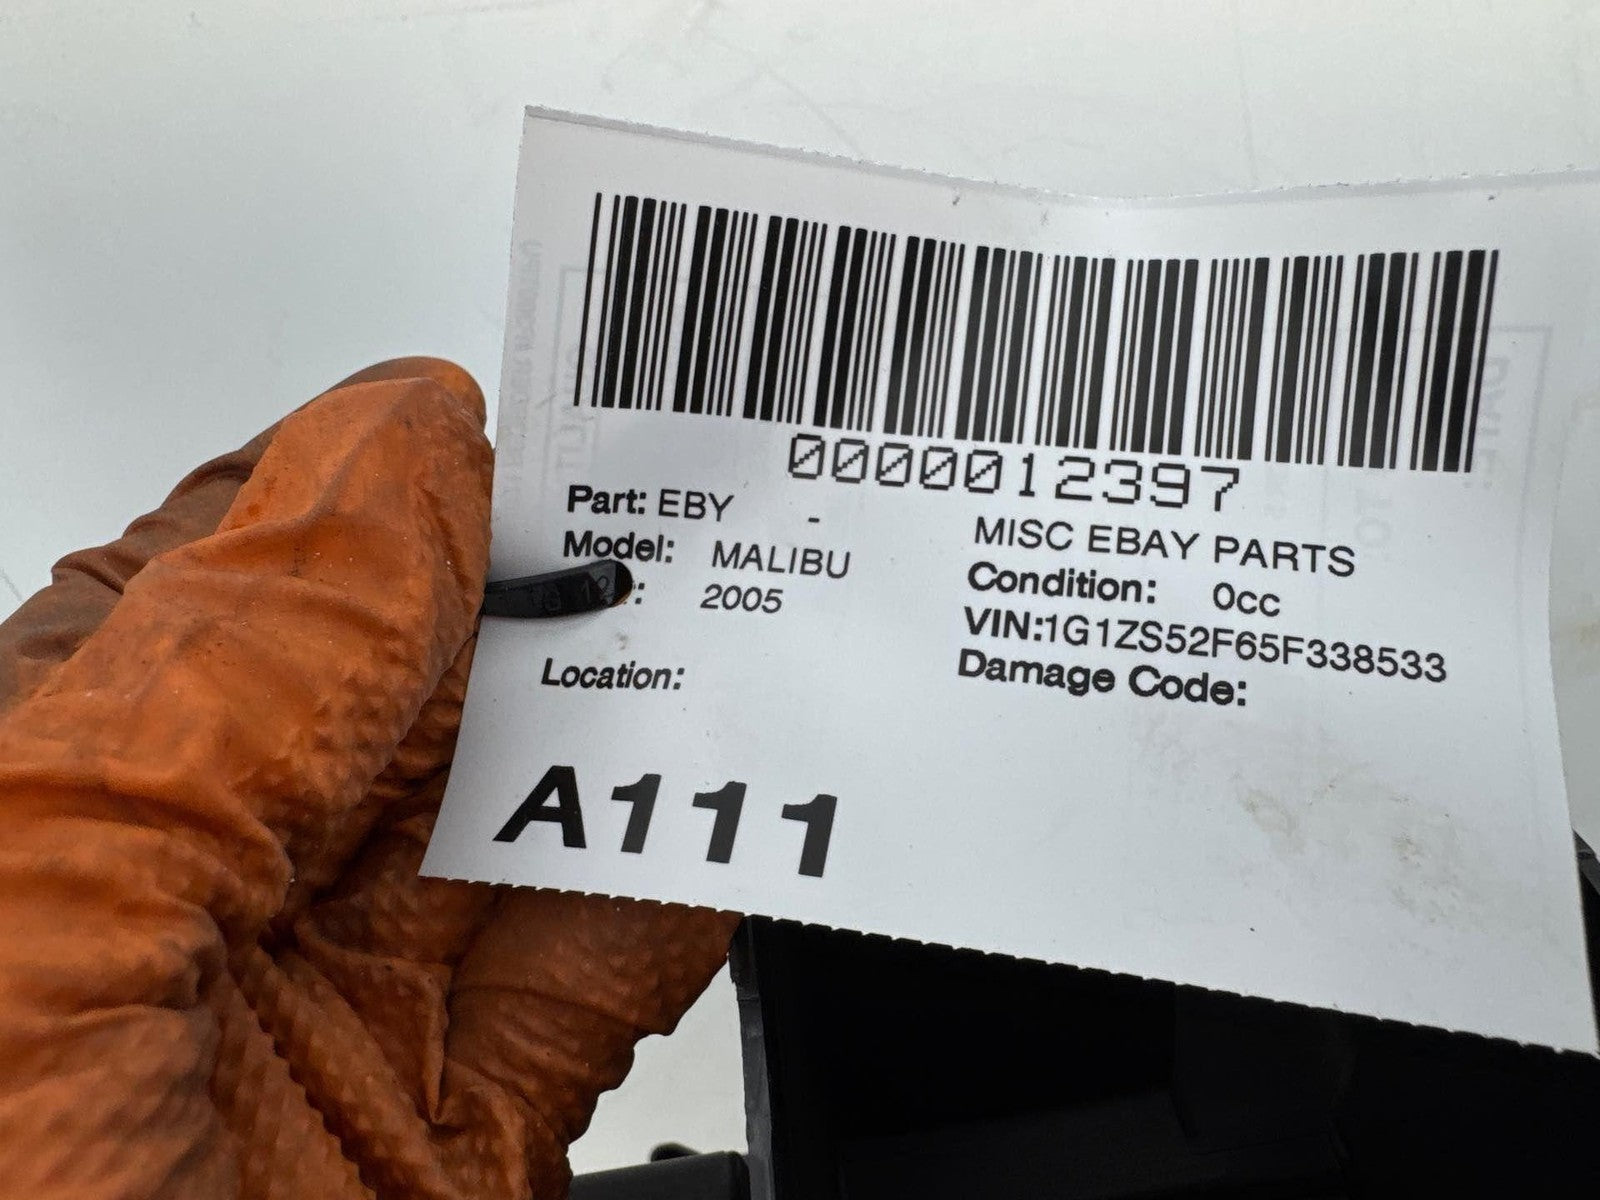 0000012397
Part: EBY -
MISC EBAY PARTS
Model: MALIBU
Condition: 0cc
: 2005
VIN:1G1ZS52F65F338533
Location:
Damage Code:
A111